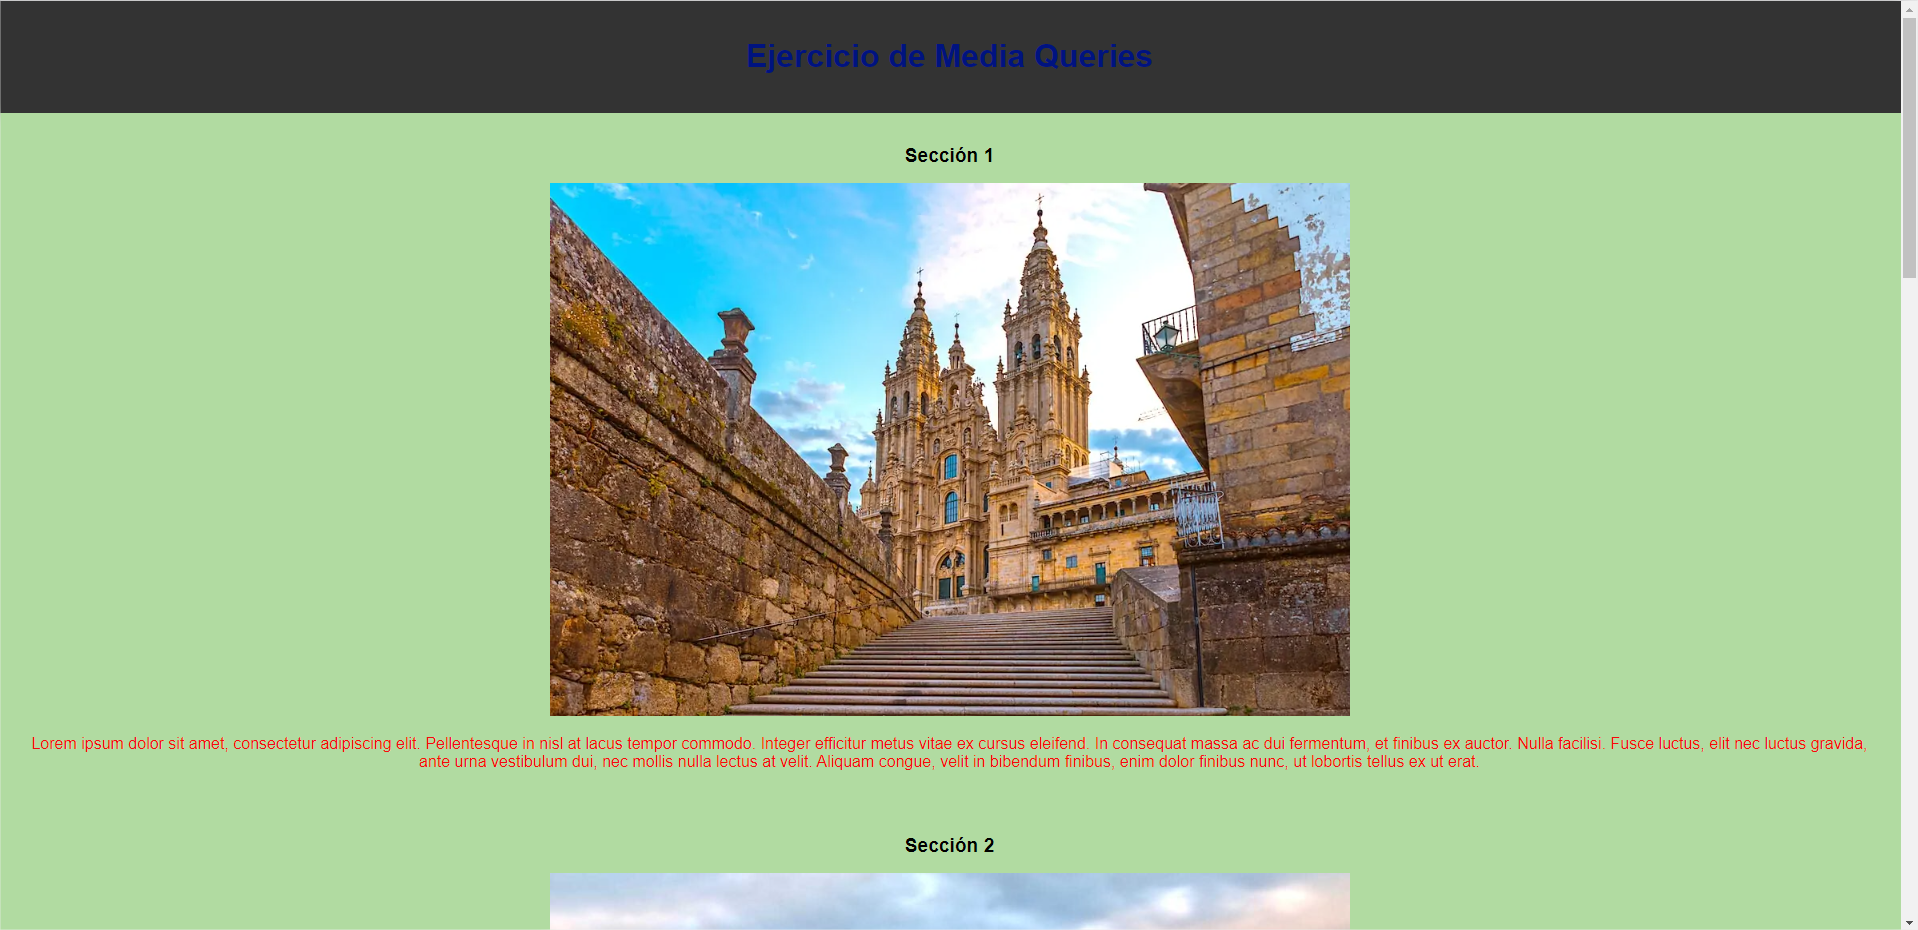 Ejercicio de Media Queries
Sección 1
Lorem ipsum dolor sit amet, consectetur adipiscing elit. Pellentesque in nisl at lacus tempor commodo. Integer efficitur metus vitae ex cursus eleifend. In consequat massa ac dui fermentum, et finibus ex auctor. Nulla facilisi. Fusce luctus, elit nec luctus gravida,
ante urna vestibulum dui, nec mollis nulla lectus at velit. Aliquam congue, velit in bibendum finibus, enim dolor finibus nunc, ut lobortis tellus ex ut erat.
Sección 2